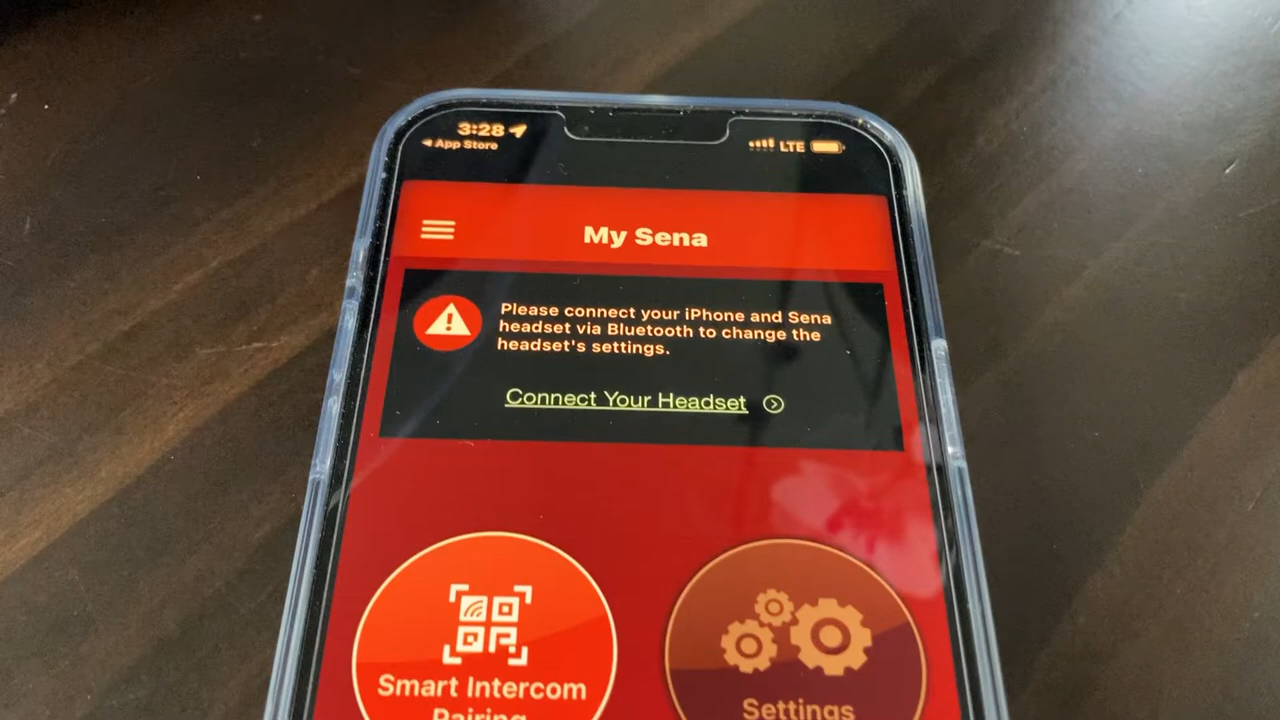 3:28
App Store
LTE
My Sena
Please connect your iPhone and Sena
headset via Bluetooth to change the
headset's settings.
Connect Your Headset
Smart Intercom
Pairing
Settings